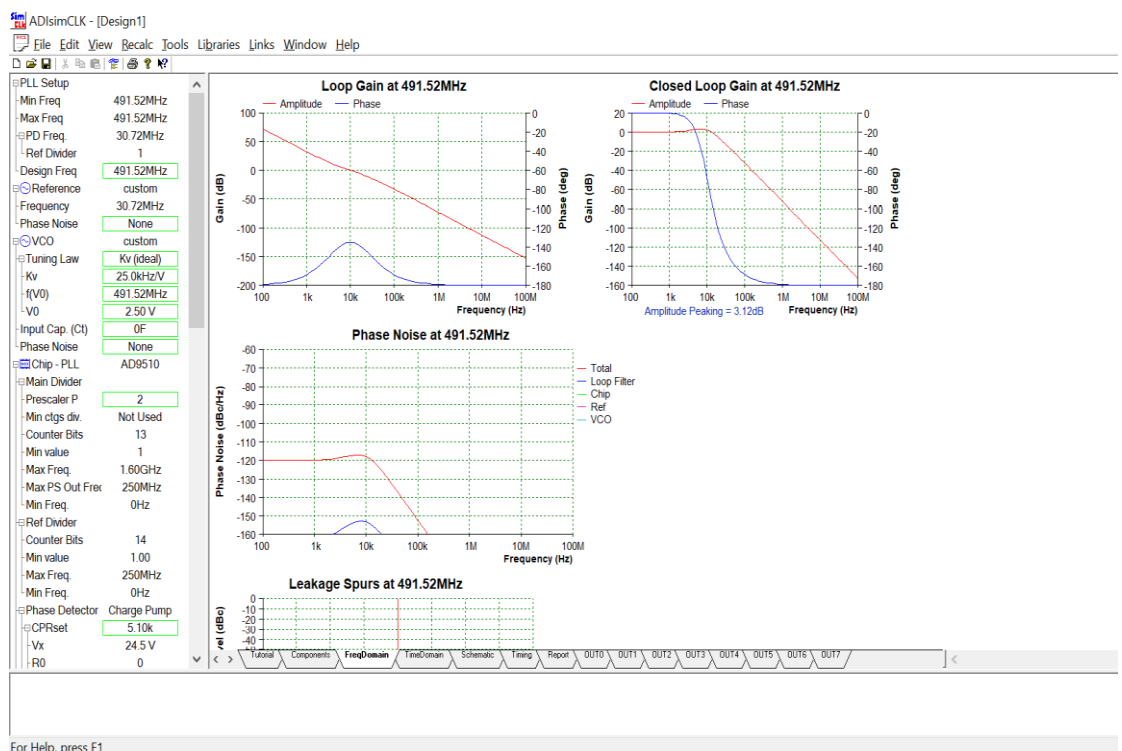 ADIsimCLK - [Design1]
File Edit View Recalc Tools Libraries Links Window Help
PLL Setup
Min Freq 491.52MHz
Max Freq 491.52MHz
PD Freq. 30.72MHz
Ref Divider 1
Design Freq 491.52MHz
Reference custom
Frequency 30.72MHz
Phase Noise None
VCO custom
Tuning Law Kv (ideal)
Kv 25.0kHz/V
f(V0) 491.52MHz
V0 2.50 V
Input Cap. (Ct) 0F
Phase Noise None
Chip - PLL AD9510
Main Divider
Prescaler P 2
Min ctgs div. Not Used
Counter Bits 13
Min value 1
Max Freq. 1.60GHz
Max PS Out Frec 250MHz
Min Freq. 0Hz
Ref Divider
Counter Bits 14
Min value 1.00
Max Freq. 250MHz
Min Freq. 0Hz
Phase Detector Charge Pump
CPRset 5.10k
Vx 24.5 V
R0 0
Loop Gain at 491.52MHz
Amplitude Phase
Gain (dB)
100
50
0
-50
-100
-150
-200
0
-20
-40
-60
-80
-100
-120
-140
-160
-180
Phase (deg)
100 1k 10k 100k 1M 10M 100M
Frequency (Hz)
Closed Loop Gain at 491.52MHz
Amplitude Phase
Gain (dB)
20
0
-20
-40
-60
-80
-100
-120
-140
-160
0
-20
-40
-60
-80
-100
-120
-140
-160
-180
Phase (deg)
100 1k 10k 100k 1M 10M 100M
Amplitude Peaking = 3.12dB Frequency (Hz)
Phase Noise at 491.52MHz
Phase Noise (dBc/Hz)
-60
-70
-80
-90
-100
-110
-120
-130
-140
-150
-160
100 1k 10k 100k 1M 10M 100M
Frequency (Hz)
Total
Loop Filter
Chip
Ref
VCO
Leakage Spurs at 491.52MHz
vel (dBc)
0
-10
-20
-30
-40
Tutorial Components FreqDomain TimeDomain Schematic Timing Report OUT0 OUT1 OUT2 OUT3 OUT4 OUT5 OUT6 OUT7
For Help, press F1